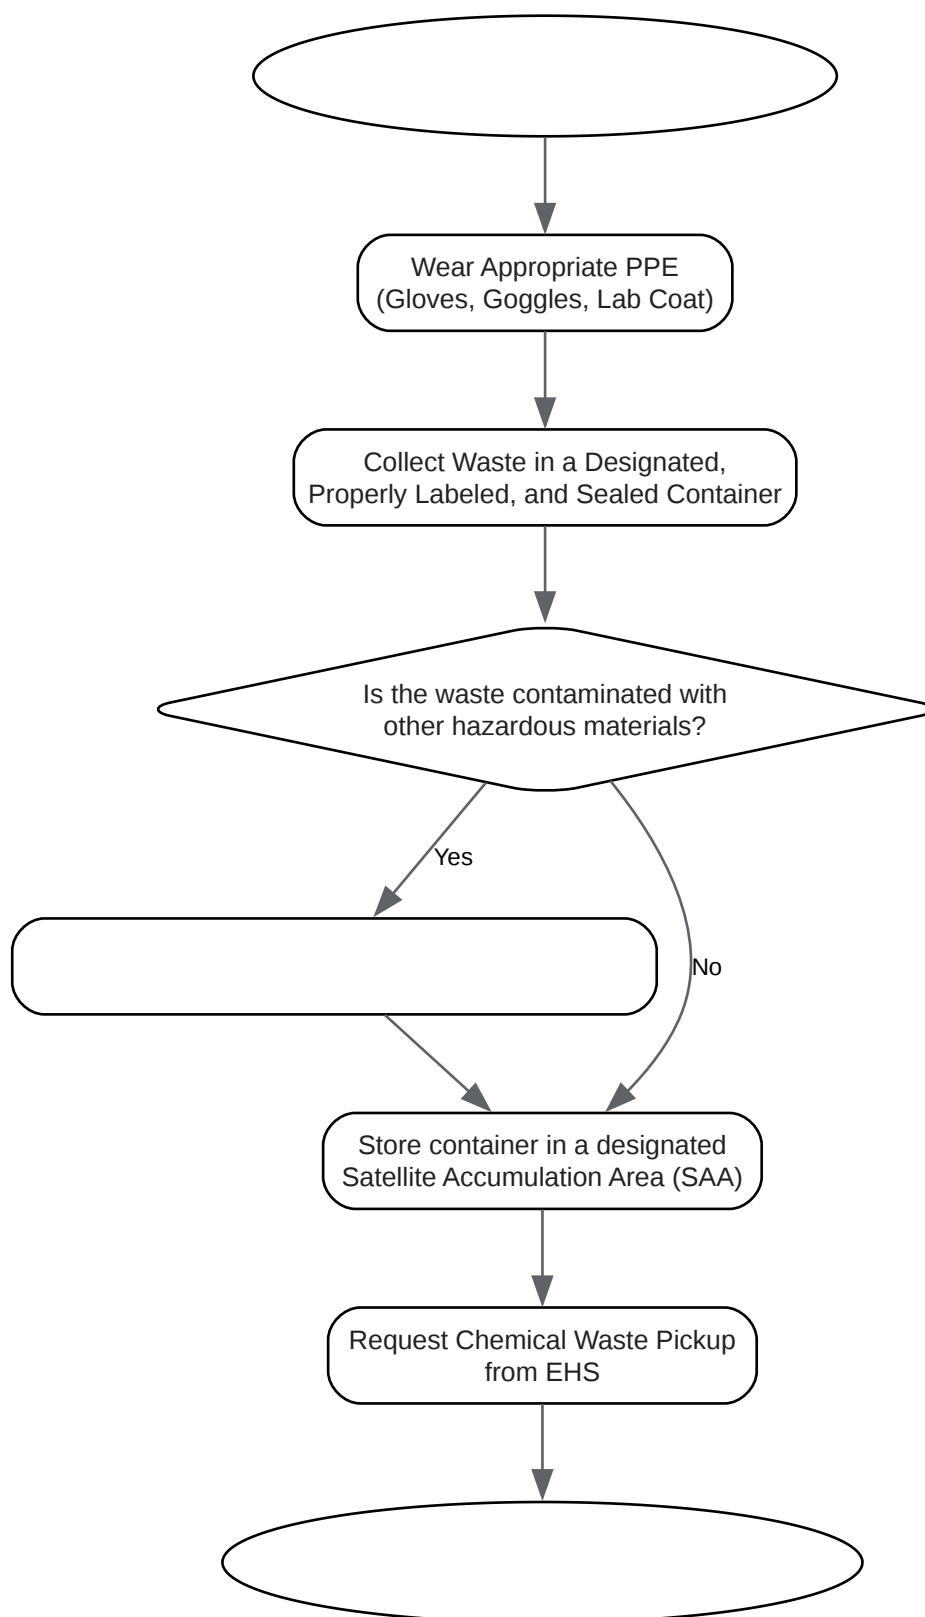 Wear Appropriate PPE
(Gloves, Goggles, Lab Coat)
Collect Waste in a Designated,
Properly Labeled, and Sealed Container
Is the waste contaminated with
other hazardous materials?
Yes
No
Store container in a designated
Satellite Accumulation Area (SAA)
Request Chemical Waste Pickup
from EHS